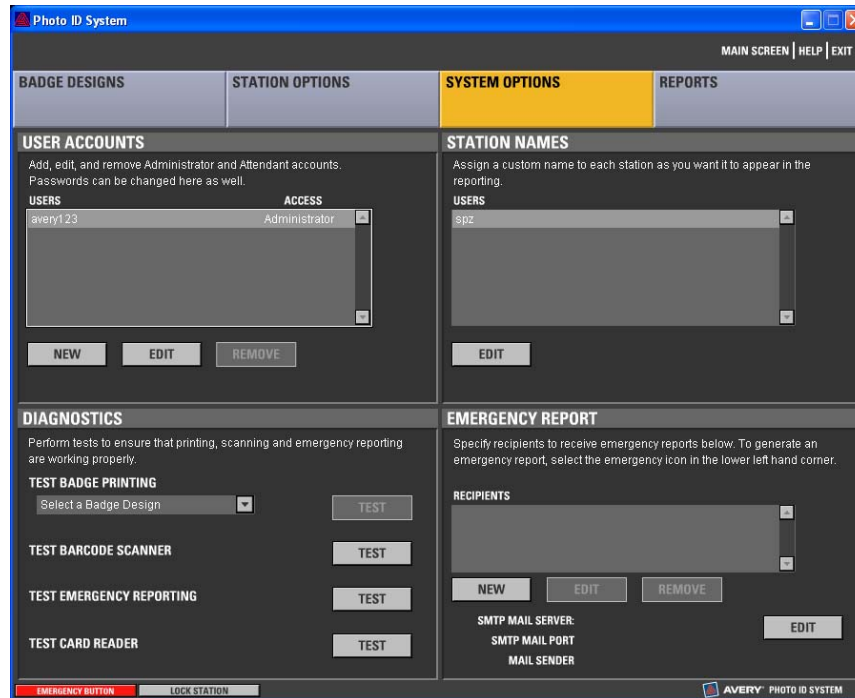 Photo ID System
MAIN SCREEN | HELP | EXIT
BADGE DESIGNS
STATION OPTIONS
SYSTEM OPTIONS
REPORTS
USER ACCOUNTS
Add, edit, and remove Administrator and Attendant accounts.
Passwords can be changed here as well.
USERS ACCESS
avery123 Administrator
NEW EDIT REMOVE
STATION NAMES
Assign a custom name to each station as you want it to appear in the
reporting.
USERS
spz
EDIT
DIAGNOSTICS
Perform tests to ensure that printing, scanning and emergency reporting
are working properly.
TEST BADGE PRINTING
Select a Badge Design TEST
TEST BARCODE SCANNER TEST
TEST EMERGENCY REPORTING TEST
TEST CARD READER TEST
EMERGENCY REPORT
Specify recipients to receive emergency reports below. To generate an
emergency report, select the emergency icon in the lower left hand corner.
RECIPIENTS
NEW EDIT REMOVE
SMTP MAIL SERVER: EDIT
SMTP MAIL PORT
MAIL SENDER
EMERGENCY BUTTON LOCK STATION
AVERY PHOTO ID SYSTEM